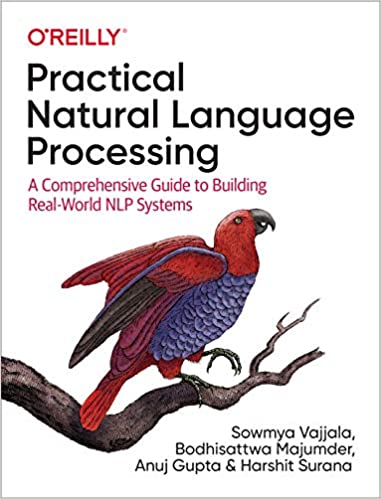 O'REILLY®
Practical
Natural Language
Processing
A Comprehensive Guide to Building
Real-World NLP Systems
Sowmya Vajjala,
Bodhisattwa Majumder,
Anuj Gupta & Harshit Surana